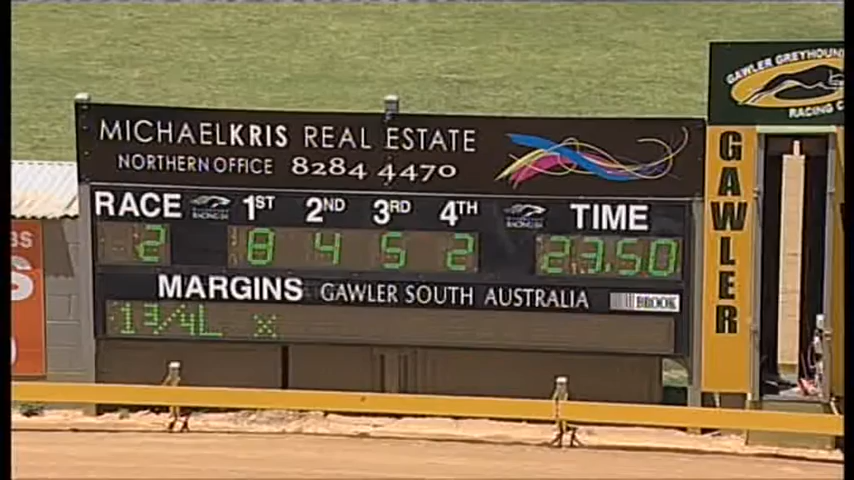 GAWLER GREYHOUND
RACING C
MICHAELKRIS REAL ESTATE
NORTHERN OFFICE 8284 4470
RACE 1ST 2ND 3RD 4TH TIME
2 8 4 5 2 23.50
MARGINS GAWLER SOUTH AUSTRALIA BROOK
1 3/4L
GAWLER
BS
S